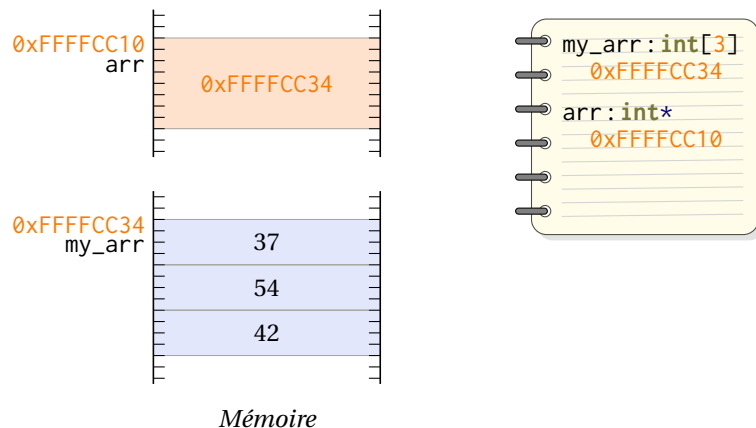 0xFFFFCC10
arr
0xFFFFCC34
0xFFFFCC34
my_arr
37
54
42
Mémoire
my_arr : int[3]
0xFFFFCC34
arr : int*
0xFFFFCC10